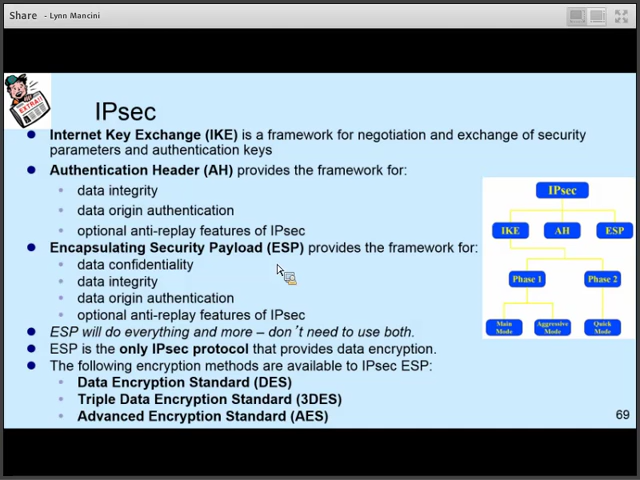 Share - Lynn Mancini
EXTRA!!
IPsec
Internet Key Exchange (IKE) is a framework for negotiation and exchange of security
parameters and authentication keys
Authentication Header (AH) provides the framework for:
data integrity
data origin authentication
optional anti-replay features of IPsec
Encapsulating Security Payload (ESP) provides the framework for:
data confidentiality
data integrity
data origin authentication
optional anti-replay features of IPsec
ESP will do everything and more – don't need to use both.
ESP is the only IPsec protocol that provides data encryption.
The following encryption methods are available to IPsec ESP:
Data Encryption Standard (DES)
Triple Data Encryption Standard (3DES)
Advanced Encryption Standard (AES)
IPsec
IKE AH ESP
Phase 1 Phase 2
Main Mode
Aggressive Mode
Quick Mode
69